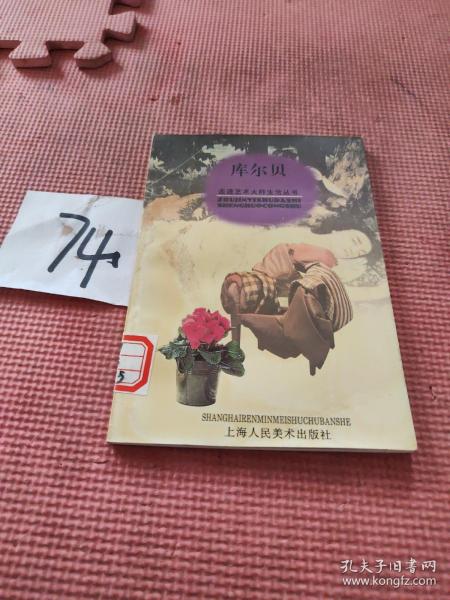 库尔贝
走进艺术大师生活丛书
ZOUJINYISHUDASHI
SHENGHUOCONGSHU
74
5
SHANGHAIRENMINMEISHUCHUBANSHE
上海人民美术出版社
孔夫子旧书网
www.kongfz.com